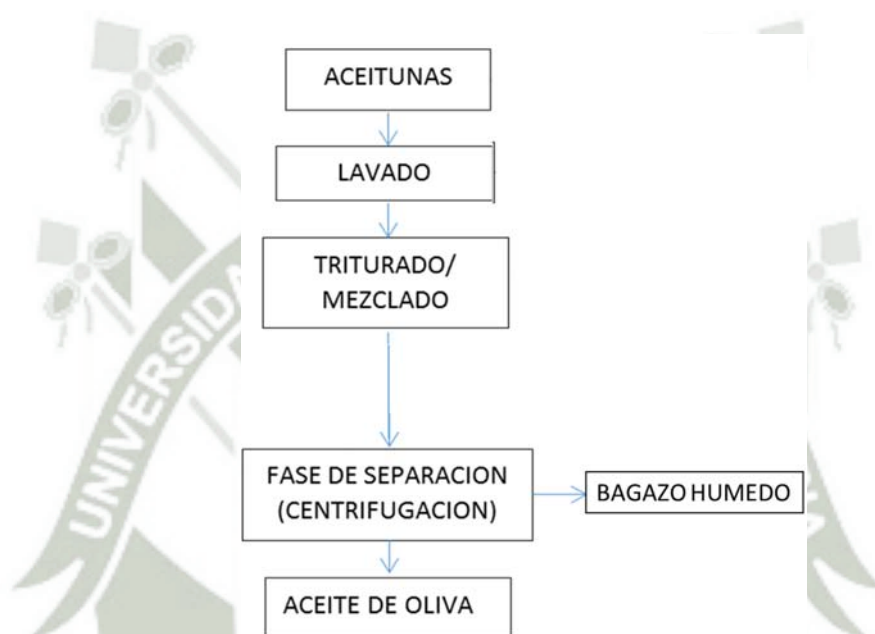 ACEITUNAS
LAVADO
TRITURADO/
MEZCLADO
FASE DE SEPARACION
(CENTRIFUGACION)
BAGAZO HUMEDO
ACEITE DE OLIVA